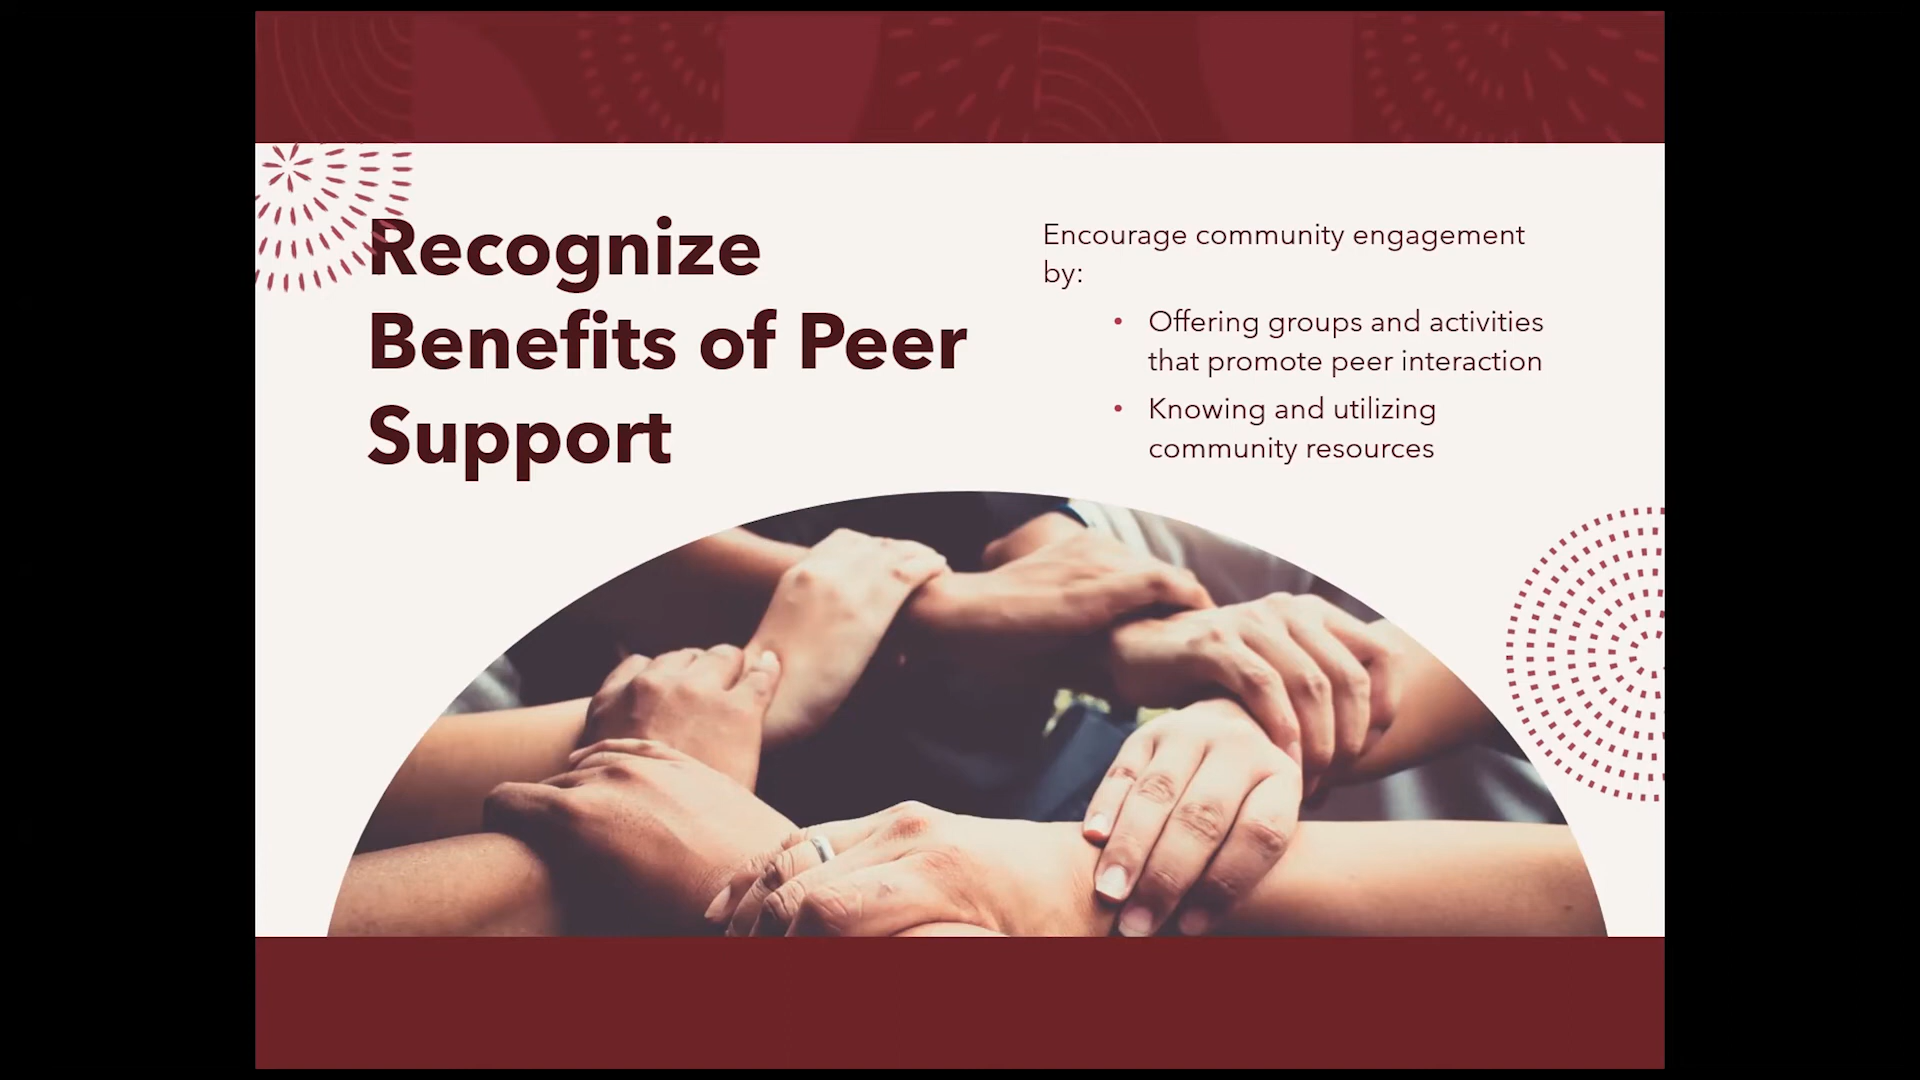 Recognize
Benefits of Peer
Support
Encourage community engagement
by:
• Offering groups and activities
that promote peer interaction
• Knowing and utilizing
community resources